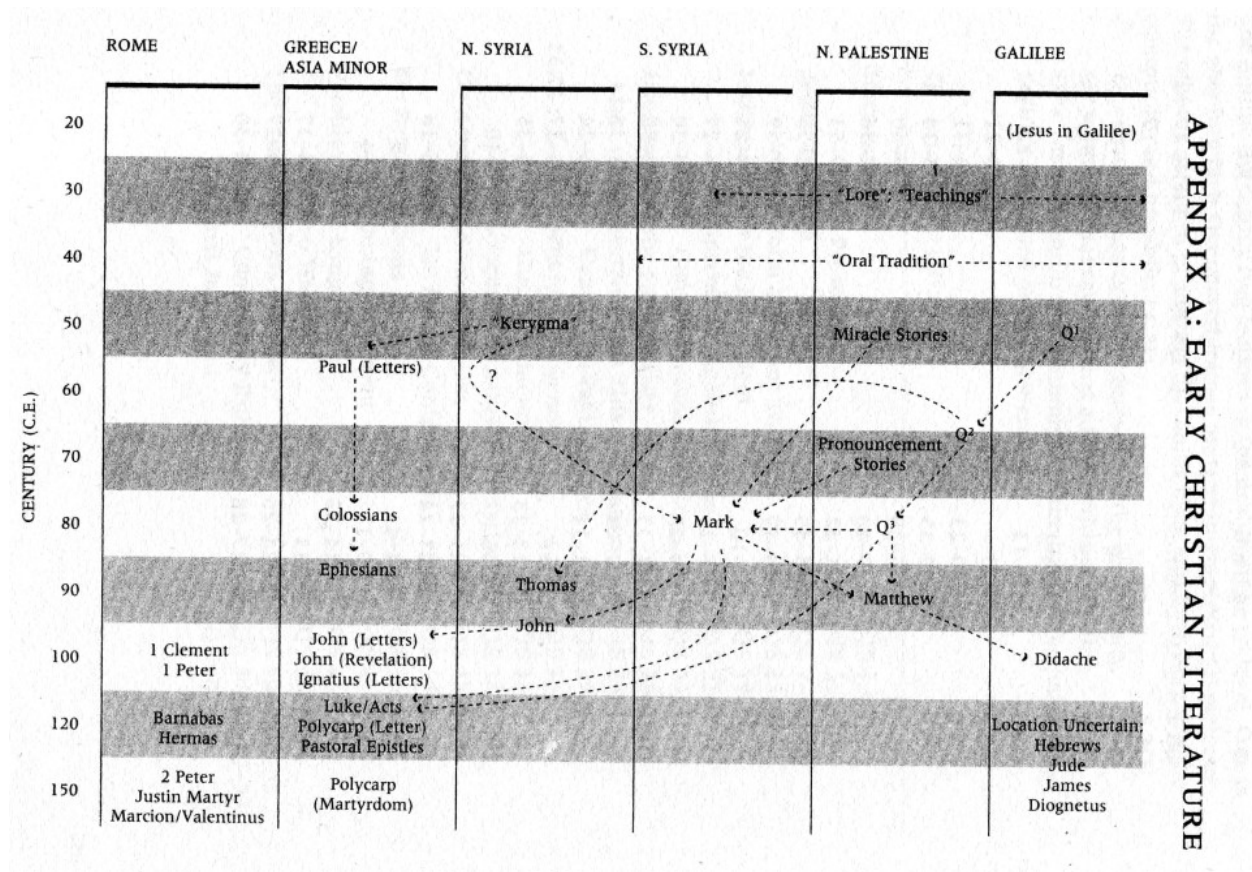 APPENDIX A: EARLY CHRISTIAN LITERATURE
ROME
GREECE/
ASIA MINOR
N. SYRIA
S. SYRIA
N. PALESTINE
GALILEE
CENTURY (C.E.)
20
(Jesus in Galilee)
30
"Lore"; "Teachings"
40
"Oral Tradition"
50
"Kerygma"
Miracle Stories
Q¹
Paul (Letters)
?
60
Q²
70
Pronouncement
Stories
80
Colossians
Mark
Q³
Ephesians
90
Thomas
Matthew
John
100
1 Clement
1 Peter
John (Letters)
John (Revelation)
Ignatius (Letters)
Didache
120
Barnabas
Hermas
Luke/Acts
Polycarp (Letter)
Pastoral Epistles
Location Uncertain:
Hebrews
Jude
James
Diognetus
150
2 Peter
Justin Martyr
Marcion/Valentinus
Polycarp
(Martyrdom)